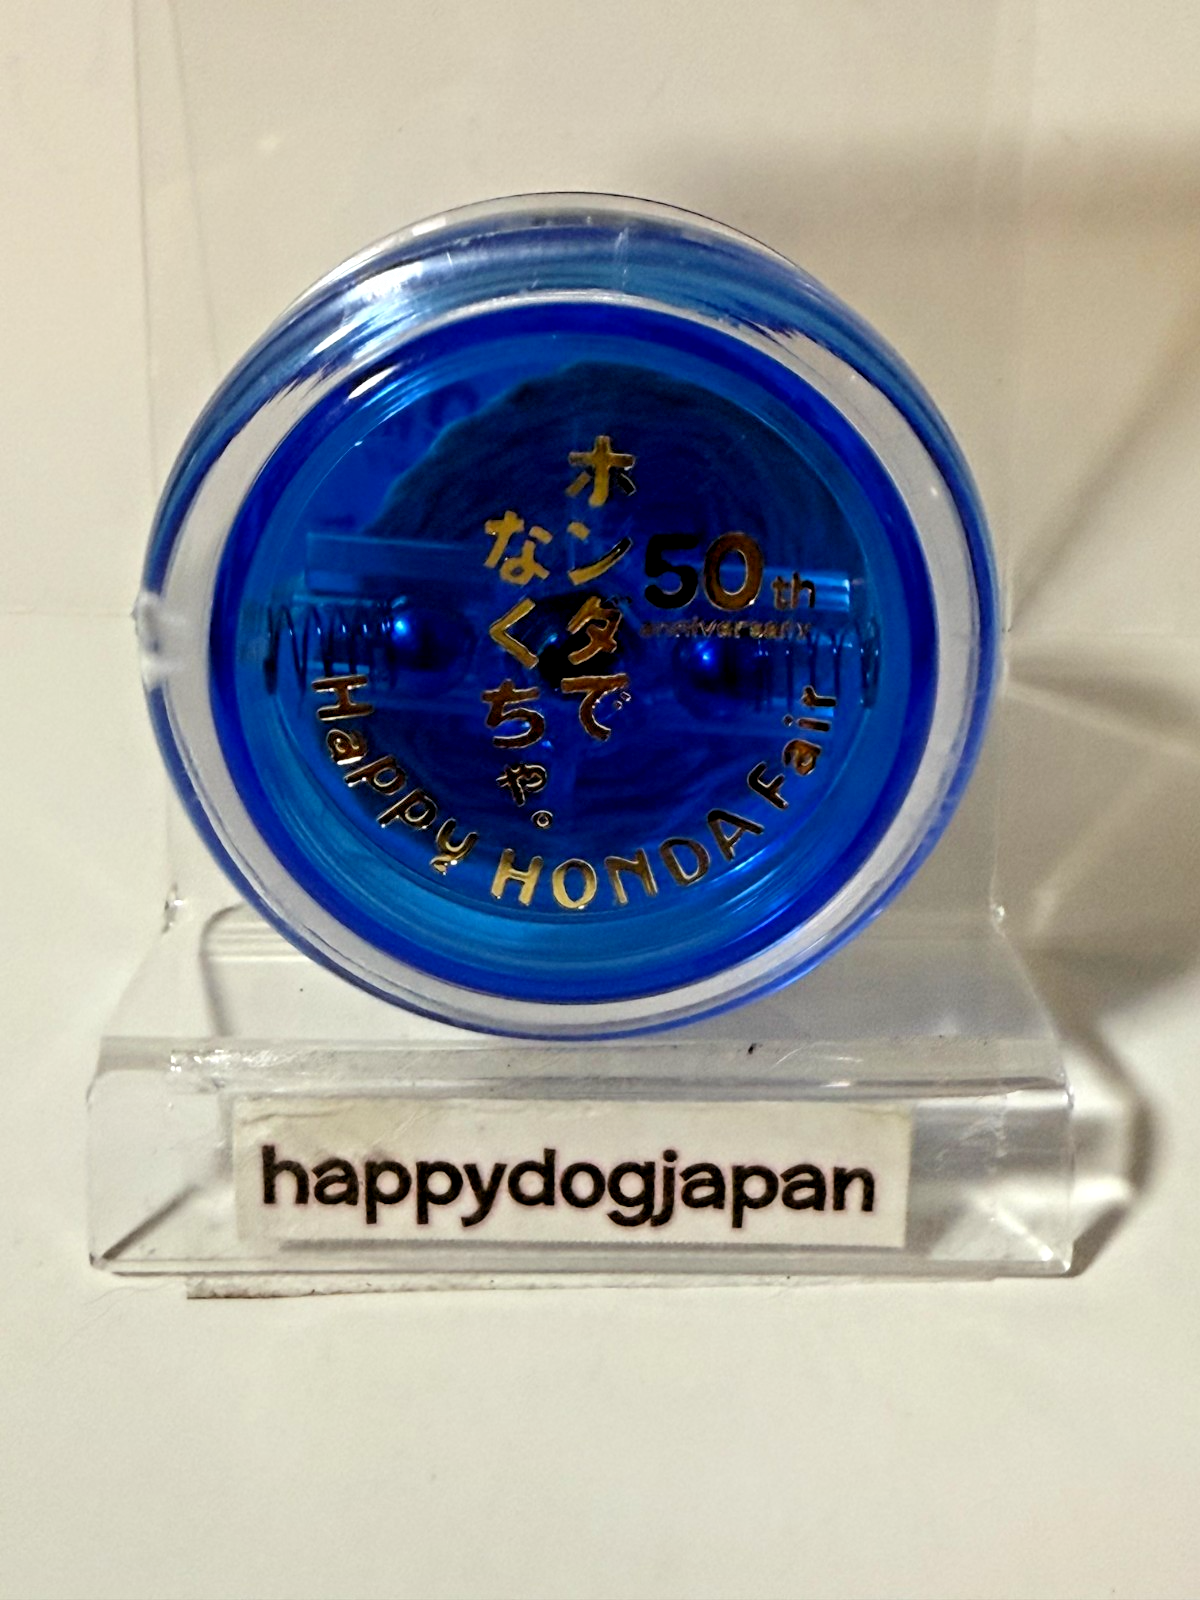 ホンダで
なくちゃ。
50th
anniversary
Happy HONDA Fair
happydogjapan